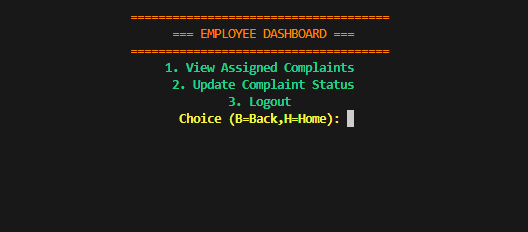 =====================================
=== EMPLOYEE DASHBOARD ===
=====================================
1. View Assigned Complaints
2. Update Complaint Status
3. Logout
Choice (B=Back,H=Home):